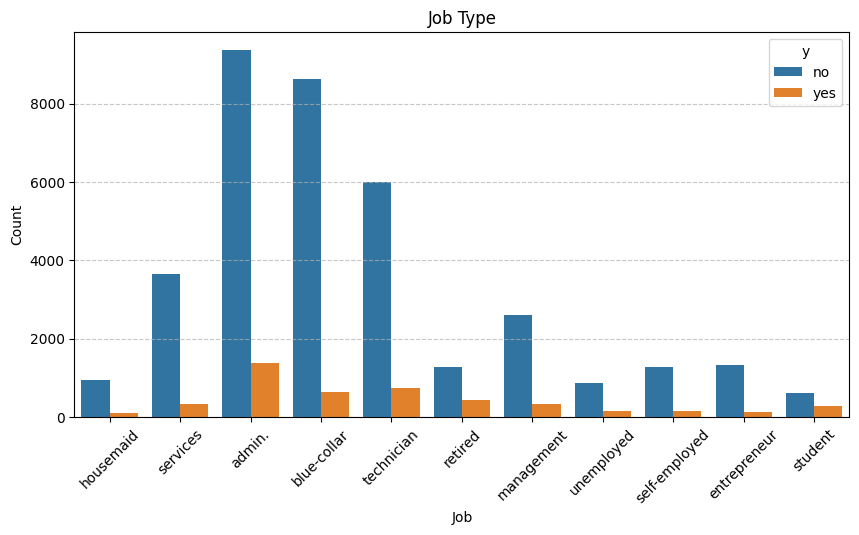 Job Type
y
no
yes
Count
8000
6000
4000
2000
0
housemaid
services
admin.
blue-collar
technician
retired
management
unemployed
self-employed
entrepreneur
student
Job